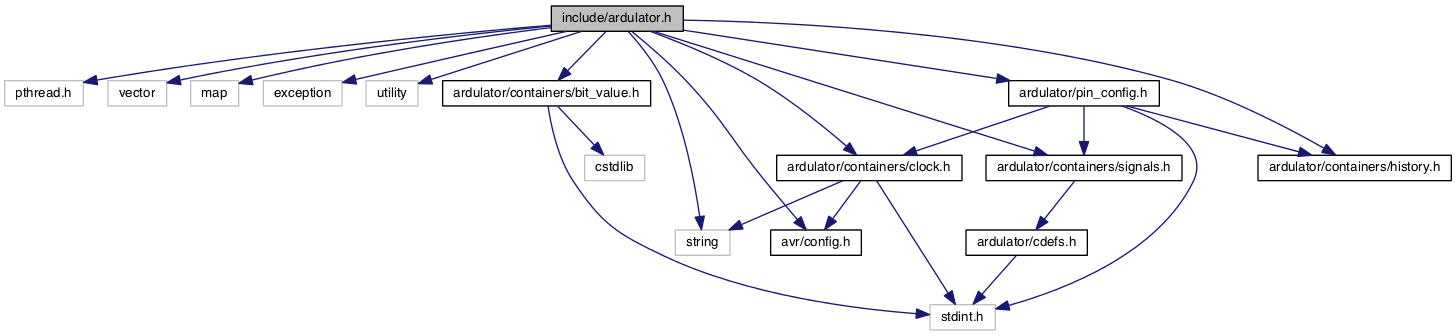 include/ardulator.h
pthread.h
vector
map
exception
utility
ardulator/containers/bit_value.h
ardulator/pin_config.h
cstdlib
ardulator/containers/clock.h
ardulator/containers/signals.h
ardulator/containers/history.h
string
avr/config.h
ardulator/cdefs.h
stdint.h